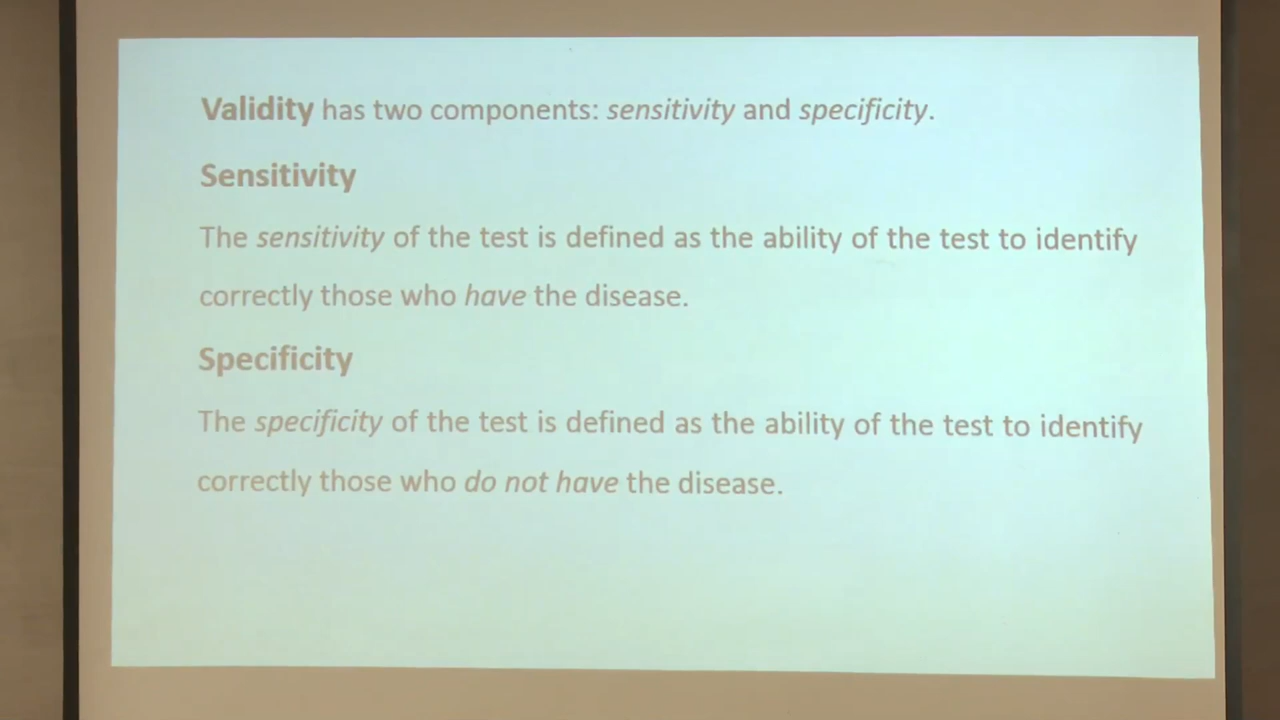 Validity has two components: sensitivity and specificity.
Sensitivity
The sensitivity of the test is defined as the ability of the test to identify
correctly those who have the disease.
Specificity
The specificity of the test is defined as the ability of the test to identify
correctly those who do not have the disease.